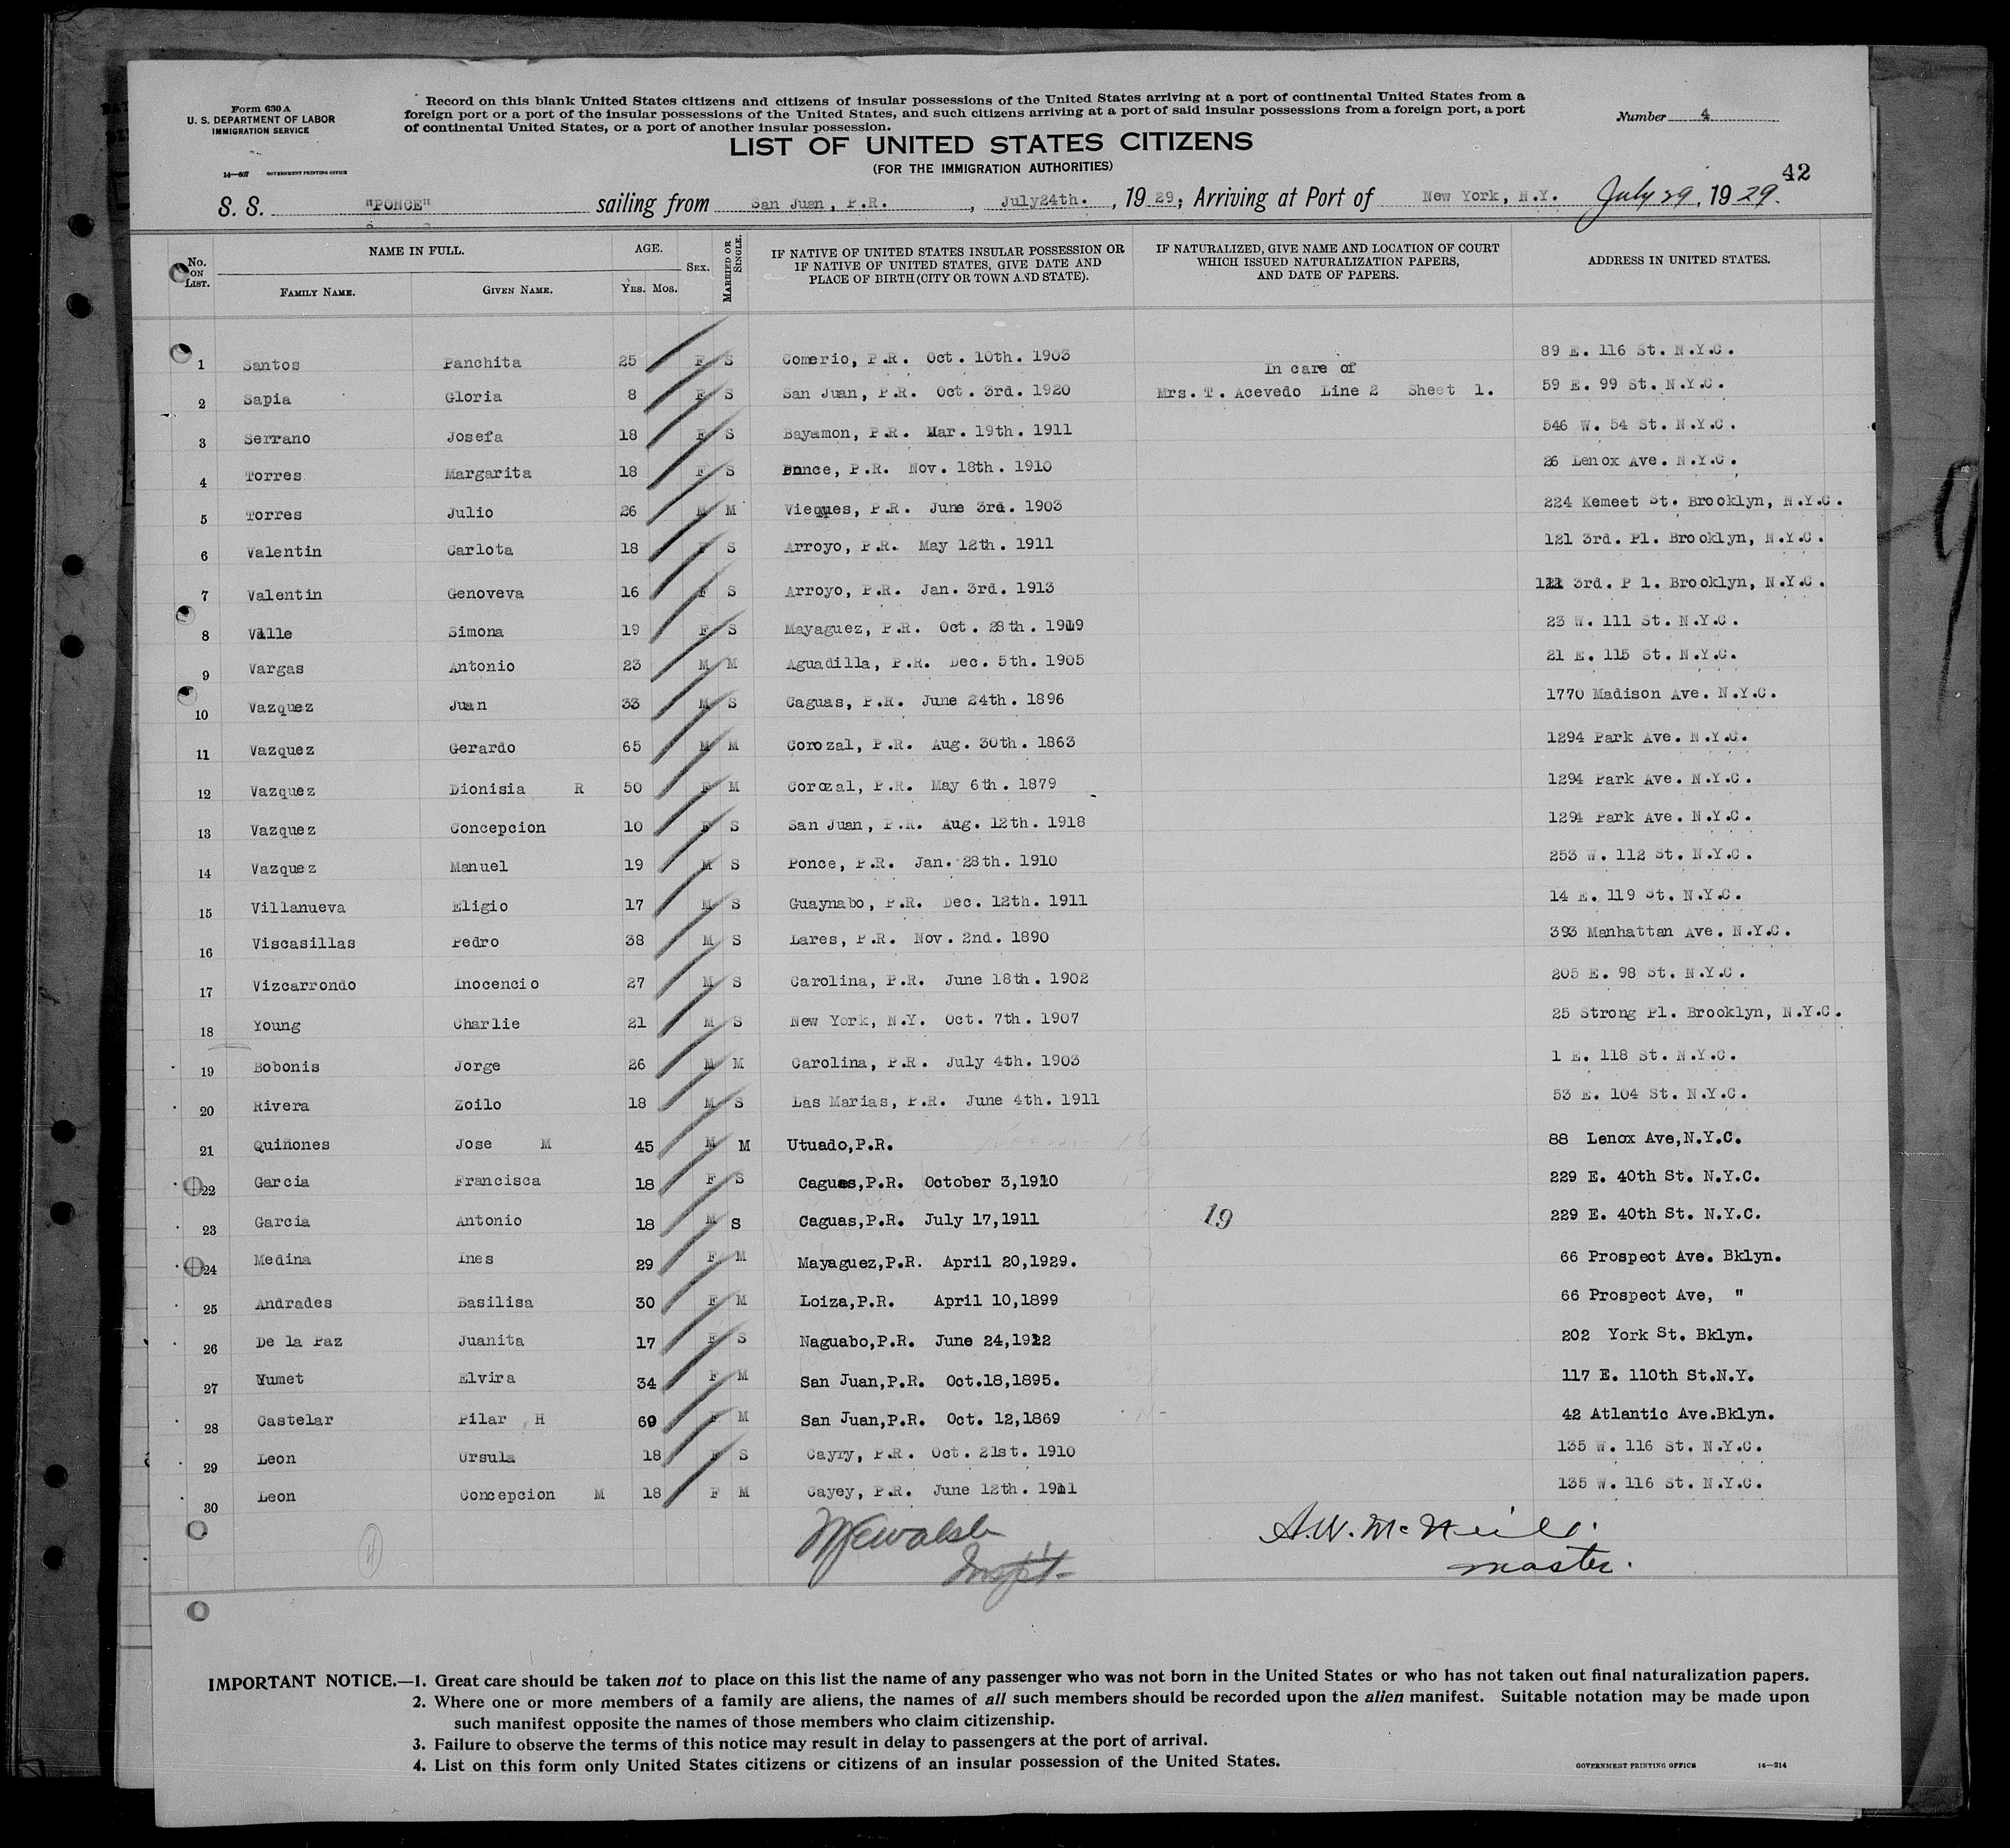 Form 630 A
U. S. DEPARTMENT OF LABOR
IMMIGRATION SERVICE
14—607 GOVERNMENT PRINTING OFFICE
Record on this blank United States citizens and citizens of insular possessions of the United States arriving at a port of continental United States from a
foreign port or a port of the insular possessions of the United States, and such citizens arriving at a port of said insular possessions from a foreign port, a port
of continental United States, or a port of another insular possession.
Number 4
LIST OF UNITED STATES CITIZENS
(FOR THE IMMIGRATION AUTHORITIES)
42
S. S. "PONCE" sailing from San Juan, P.R. , July24th. , 19 29; Arriving at Port of New York, N.Y. July 29, 19 29.
No. ON LIST. NAME IN FULL. AGE. SEX. MARRIED OR SINGLE. IF NATIVE OF UNITED STATES INSULAR POSSESSION OR IF NATIVE OF UNITED STATES, GIVE DATE AND PLACE OF BIRTH (CITY OR TOWN AND STATE). IF NATURALIZED, GIVE NAME AND LOCATION OF COURT WHICH ISSUED NATURALIZATION PAPERS, AND DATE OF PAPERS. ADDRESS IN UNITED STATES.
FAMILY NAME. GIVEN NAME. YRS. MOS.
1 Santos Panchita 25 F S Comerio, P.R. Oct. 10th. 1903 89 E. 116 St. N.Y.C.
In care of
2 Sapia Gloria 8 F S San Juan, P.R. Oct. 3rd. 1920 Mrs. T. Acevedo Line 2 Sheet 1. 59 E. 99 St. N.Y.C.
3 Serrano Josefa 18 F S Bayamon, P.R. Mar. 19th. 1911 546 W. 54 St. N.Y.C.
4 Torres Margarita 18 F S Ponce, P.R. Nov. 18th. 1910 26 Lenox Ave. N.Y.C.
5 Torres Julio 26 M M Vieques, P.R. June 3rd. 1903 224 Kemeet St. Brooklyn, N.Y.C.
6 Valentin Carlota 18 F S Arroyo, P.R. May 12th. 1911 121 3rd. Pl. Brooklyn, N.Y.C.
7 Valentin Genoveva 16 F S Arroyo, P.R. Jan. 3rd. 1913 121 3rd. P l. Brooklyn, N.Y.C.
8 Valle Simona 19 F S Mayaguez, P.R. Oct. 28th. 1909 23 W. 111 St. N.Y.C.
9 Vargas Antonio 23 M M Aguadilla, P.R. Dec. 5th. 1905 21 E. 115 St. N.Y.C.
10 Vazquez Juan 33 M S Caguas, P.R. June 24th. 1896 1770 Madison Ave. N.Y.C.
11 Vazquez Gerardo 65 M M Corozal, P.R. Aug. 30th. 1863 1294 Park Ave. N.Y.C.
12 Vazquez Dionisia R 50 F M Corozal, P.R. May 6th. 1879 1294 Park Ave. N.Y.C.
13 Vazquez Concepcion 10 F S San Juan, P.R. Aug. 12th. 1918 1294 Park Ave. N.Y.C.
14 Vazquez Manuel 19 M S Ponce, P.R. Jan. 28th. 1910 253 W. 112 St. N.Y.C.
15 Villanueva Eligio 17 M S Guaynabo, P.R. Dec. 12th. 1911 14 E. 119 St. N.Y.C.
16 Viscasillas Pedro 38 M S Lares, P.R. Nov. 2nd. 1890 393 Manhattan Ave. N.Y.C.
17 Vizcarrondo Inocencio 27 M S Carolina, P.R. June 18th. 1902 205 E. 98 St. N.Y.C.
18 Young Charlie 21 M S New York, N.Y. Oct. 7th. 1907 25 Strong Pl. Brooklyn, N.Y.C.
19 Bobonis Jorge 26 M M Carolina, P.R. July 4th. 1903 1 E. 118 St. N.Y.C.
20 Rivera Zoilo 18 M S Las Marias, P.R. June 4th. 1911 53 E. 104 St. N.Y.C.
21 Quiñones Jose M 45 M M Utuado,P.R. 88 Lenox Ave,N.Y.C.
22 Garcia Francisca 18 F S Caguas,P.R. October 3,1910 229 E. 40th St. N.Y.C.
23 Garcia Antonio 18 M S Caguas,P.R. July 17,1911 19 229 E. 40th St. N.Y.C.
24 Medina Ines 29 F M Mayaguez,P.R. April 20,1929. 66 Prospect Ave. Bklyn.
25 Andrades Basilisa 30 F M Loiza,P.R. April 10,1899 66 Prospect Ave, "
26 De la Paz Juanita 17 F S Naguabo,P.R. June 24,1912 202 York St. Bklyn.
27 Yumet Elvira 34 F M San Juan,P.R. Oct.18,1895. 117 E. 110th St.N.Y.
28 Castelar Pilar H 60 F M San Juan,P.R. Oct. 12,1869 42 Atlantic Ave.Bklyn.
29 Leon Ursula 18 F S Cayry, P.R. Oct. 21st. 1910 135 W. 116 St. N.Y.C.
30 Leon Concepcion M 18 F M Cayey, P.R. June 12th. 1911 135 W. 116 St. N.Y.C.
A.W. McNeill.
Insp't-
master.
IMPORTANT NOTICE.—1. Great care should be taken not to place on this list the name of any passenger who was not born in the United States or who has not taken out final naturalization papers.
2. Where one or more members of a family are aliens, the names of all such members should be recorded upon the alien manifest. Suitable notation may be made upon
such manifest opposite the names of those members who claim citizenship.
3. Failure to observe the terms of this notice may result in delay to passengers at the port of arrival.
4. List on this form only United States citizens or citizens of an insular possession of the United States.
GOVERNMENT PRINTING OFFICE 14—214